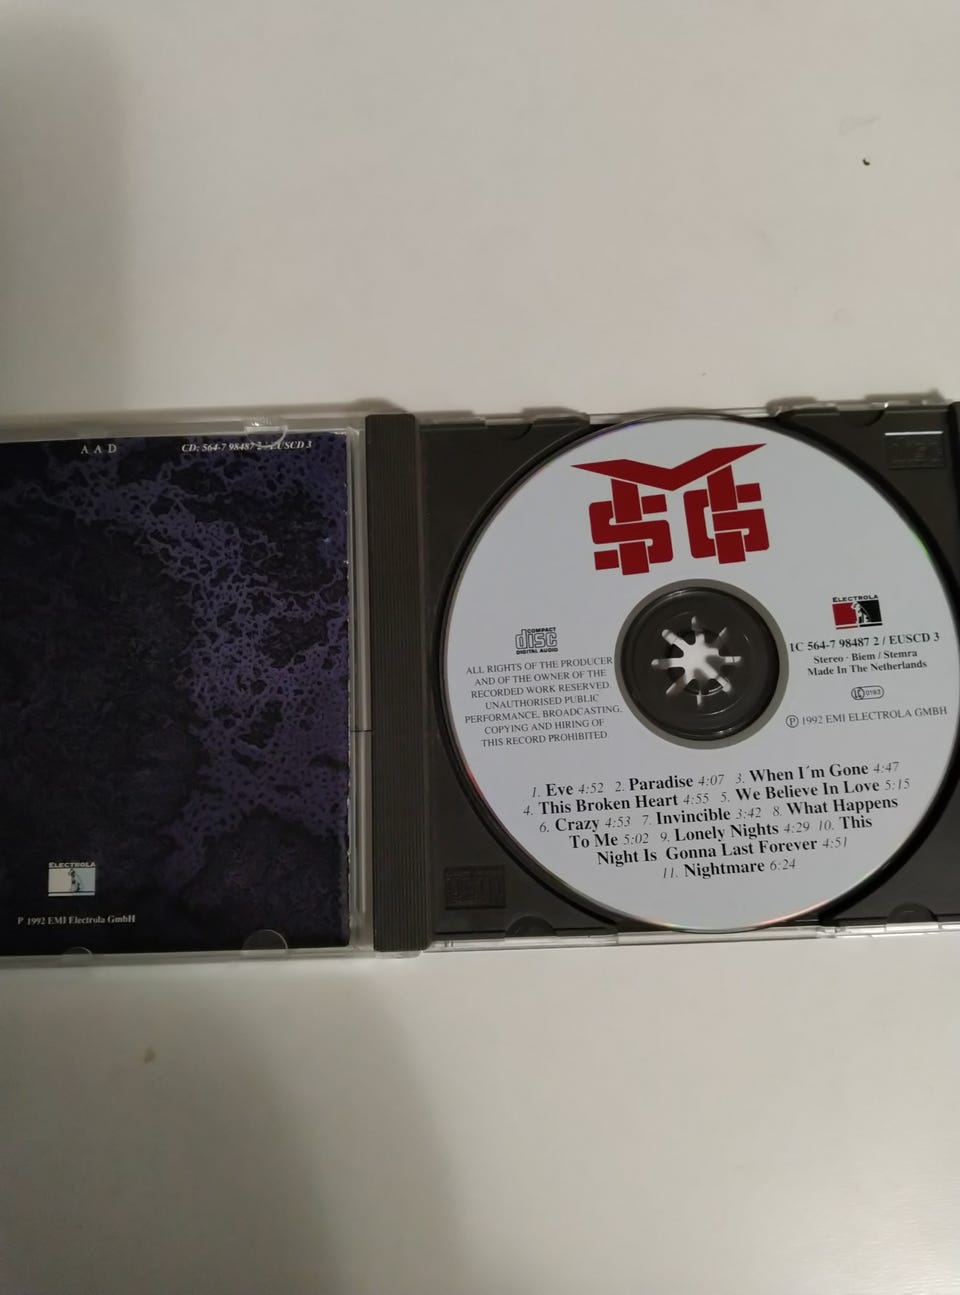 A A D
CD: 564-7 98487 2 - EUSCD 3
ELECTROLA
P 1992 EMI Electrola GmbH
MSG
COMPACT
disc
DIGITAL AUDIO
ALL RIGHTS OF THE PRODUCER
AND OF THE OWNER OF THE
RECORDED WORK RESERVED.
UNAUTHORISED PUBLIC
PERFORMANCE, BROADCASTING,
COPYING AND HIRING OF
THIS RECORD PROHIBITED.
ELECTROLA
1C 564-7 98487 2 / EUSCD 3
Stereo · Biem / Stemra
Made In The Netherlands
LC 0193
℗ 1992 EMI ELECTROLA GMBH
1. Eve 4:52 2. Paradise 4:07 3. When I´m Gone 4:47
4. This Broken Heart 4:55 5. We Believe In Love 5:15
6. Crazy 4:53 7. Invincible 3:42 8. What Happens
To Me 5:02 9. Lonely Nights 4:29 10. This
Night Is Gonna Last Forever 4:51
11. Nightmare 6:24